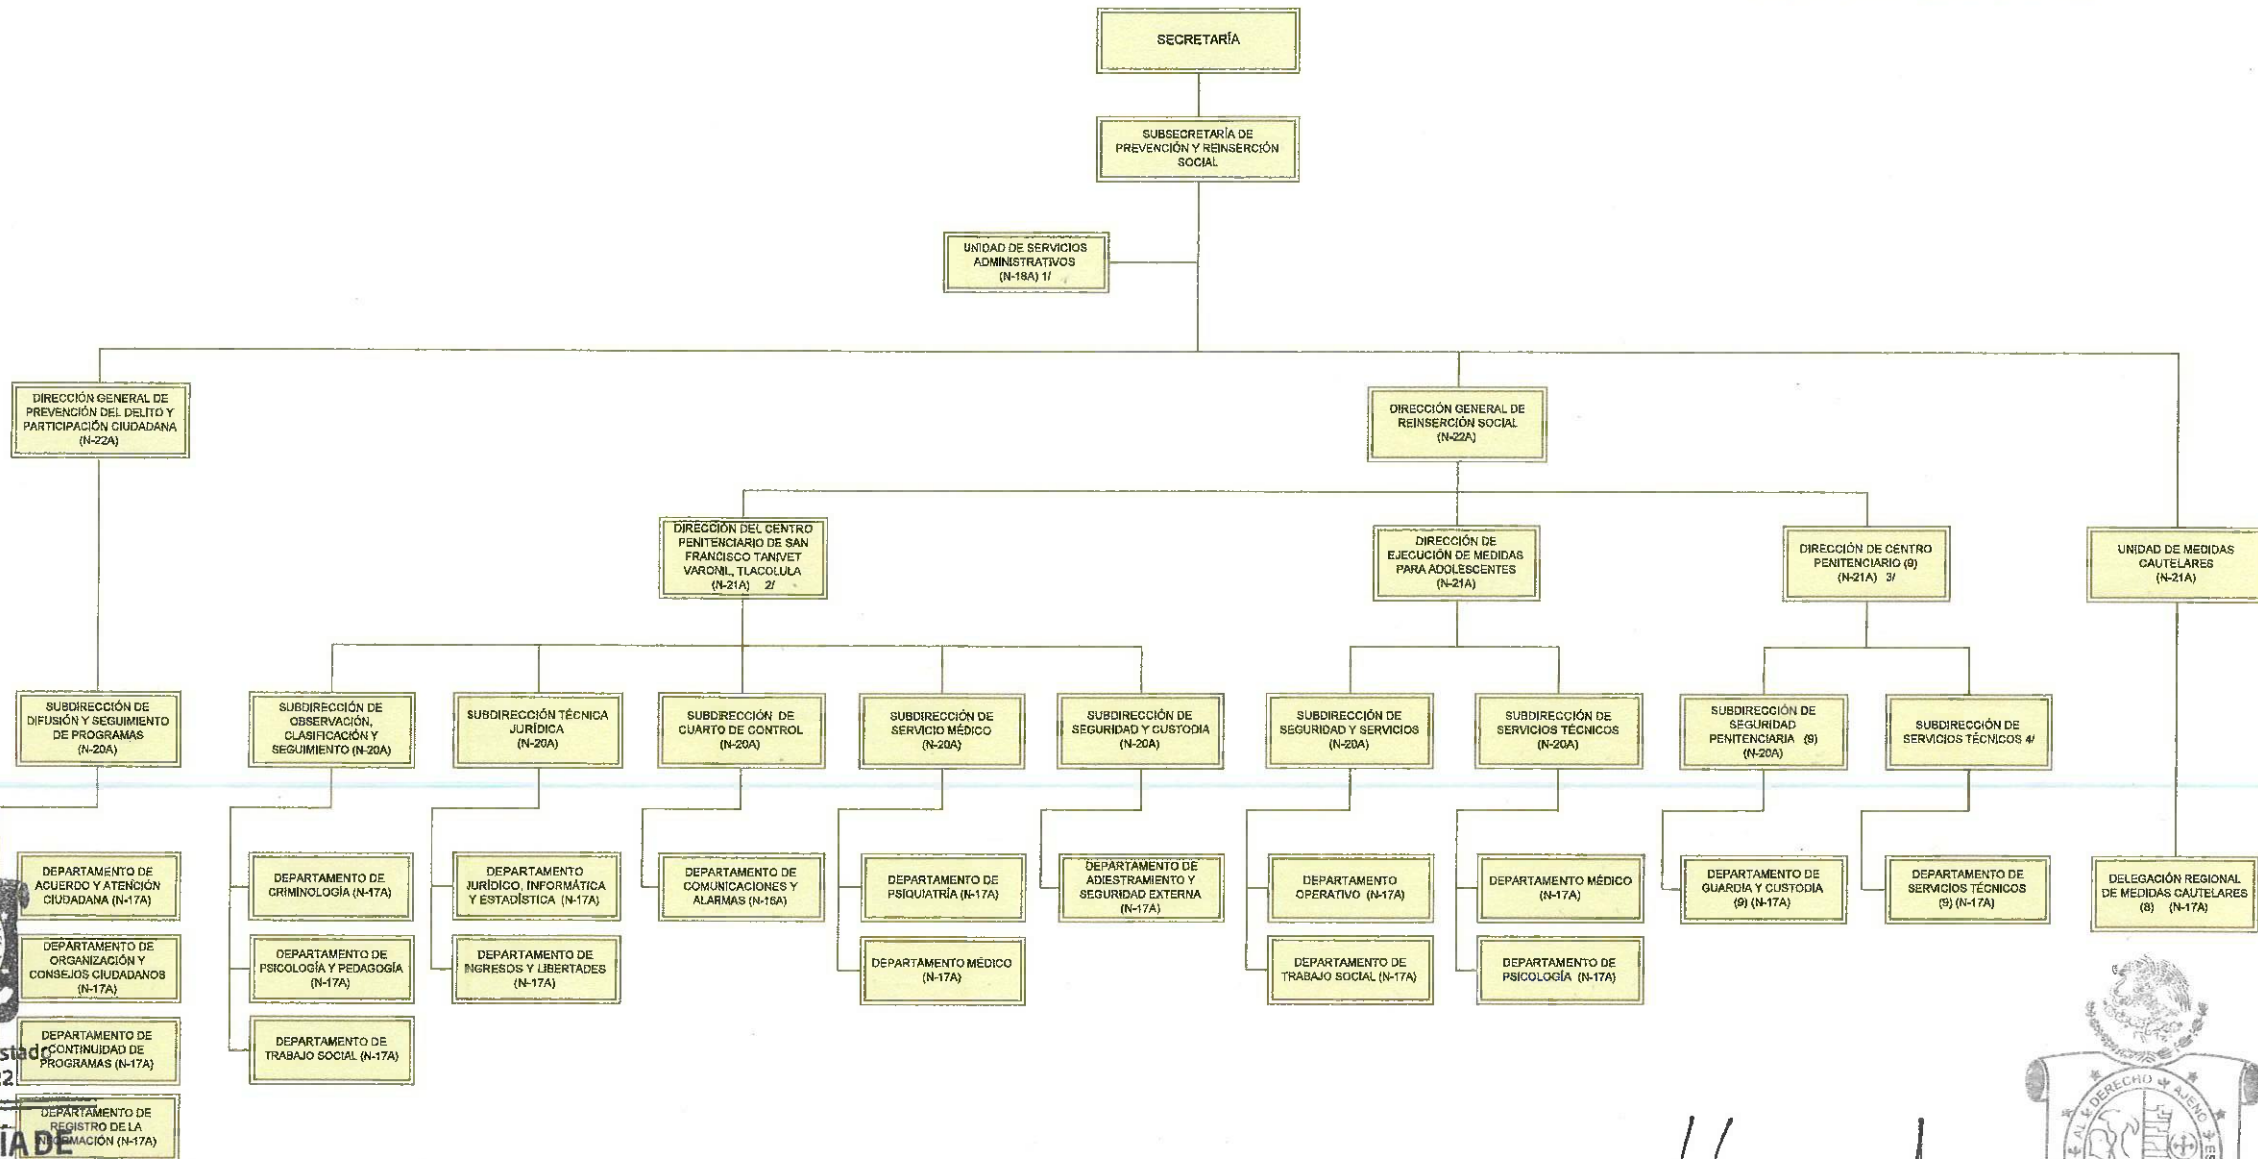 SECRETARÍA
SUBSECRETARÍA DE
PREVENCIÓN Y REINSERCIÓN
SOCIAL
UNIDAD DE SERVICIOS
ADMINISTRATIVOS
(N-18A) 1/
DIRECCIÓN GENERAL DE
PREVENCIÓN DEL DELITO Y
PARTICIPACIÓN CIUDADANA
(N-22A)
DIRECCIÓN GENERAL DE
REINSERCIÓN SOCIAL
(N-22A)
DIRECCIÓN DEL CENTRO
PENITENCIARIO DE SAN
FRANCISCO TANIVET
VARONIL, TLACOLULA
(N-21A) 2/
DIRECCIÓN DE
EJECUCIÓN DE MEDIDAS
PARA ADOLESCENTES
(N-21A)
DIRECCIÓN DE CENTRO
PENITENCIARIO (9)
(N-21A) 3/
UNIDAD DE MEDIDAS
CAUTELARES
(N-21A)
SUBDIRECCIÓN DE
DIFUSIÓN Y SEGUIMIENTO
DE PROGRAMAS
(N-20A)
SUBDIRECCIÓN DE
OBSERVACIÓN,
CLASIFICACIÓN Y
SEGUIMIENTO (N-20A)
SUBDIRECCIÓN TÉCNICA
JURÍDICA
(N-20A)
SUBDIRECCIÓN DE
CUARTO DE CONTROL
(N-20A)
SUBDIRECCIÓN DE
SERVICIO MÉDICO
(N-20A)
SUBDIRECCIÓN DE
SEGURIDAD Y CUSTODIA
(N-20A)
SUBDIRECCIÓN DE
SEGURIDAD Y SERVICIOS
(N-20A)
SUBDIRECCIÓN DE
SERVICIOS TÉCNICOS
(N-20A)
SUBDIRECCIÓN DE
SEGURIDAD
PENITENCIARIA (9)
(N-20A)
SUBDIRECCIÓN DE
SERVICIOS TÉCNICOS 4/
DEPARTAMENTO DE
ACUERDO Y ATENCIÓN
CIUDADANA (N-17A)
DEPARTAMENTO DE
CRIMINOLOGÍA (N-17A)
DEPARTAMENTO
JURÍDICO, INFORMÁTICA
Y ESTADÍSTICA (N-17A)
DEPARTAMENTO DE
COMUNICACIONES Y
ALARMAS (N-16A)
DEPARTAMENTO DE
PSIQUIATRÍA (N-17A)
DEPARTAMENTO DE
ADIESTRAMIENTO Y
SEGURIDAD EXTERNA
(N-17A)
DEPARTAMENTO
OPERATIVO (N-17A)
DEPARTAMENTO MÉDICO
(N-17A)
DEPARTAMENTO DE
GUARDIA Y CUSTODIA
(9) (N-17A)
DEPARTAMENTO DE
SERVICIOS TÉCNICOS
(9) (N-17A)
DELEGACIÓN REGIONAL
DE MEDIDAS CAUTELARES
(8) (N-17A)
DEPARTAMENTO DE
ORGANIZACIÓN Y
CONSEJOS CIUDADANOS
(N-17A)
DEPARTAMENTO DE
PSICOLOGÍA Y PEDAGOGÍA
(N-17A)
DEPARTAMENTO DE
INGRESOS Y LIBERTADES
(N-17A)
DEPARTAMENTO MÉDICO
(N-17A)
DEPARTAMENTO DE
TRABAJO SOCIAL (N-17A)
DEPARTAMENTO DE
PSICOLOGÍA (N-17A)
DEPARTAMENTO DE
CONTINUIDAD DE
PROGRAMAS (N-17A)
DEPARTAMENTO DE
TRABAJO SOCIAL (N-17A)
DEPARTAMENTO DE
REGISTRO DE LA
INFORMACIÓN (N-17A)
AL DERECHO AJENO